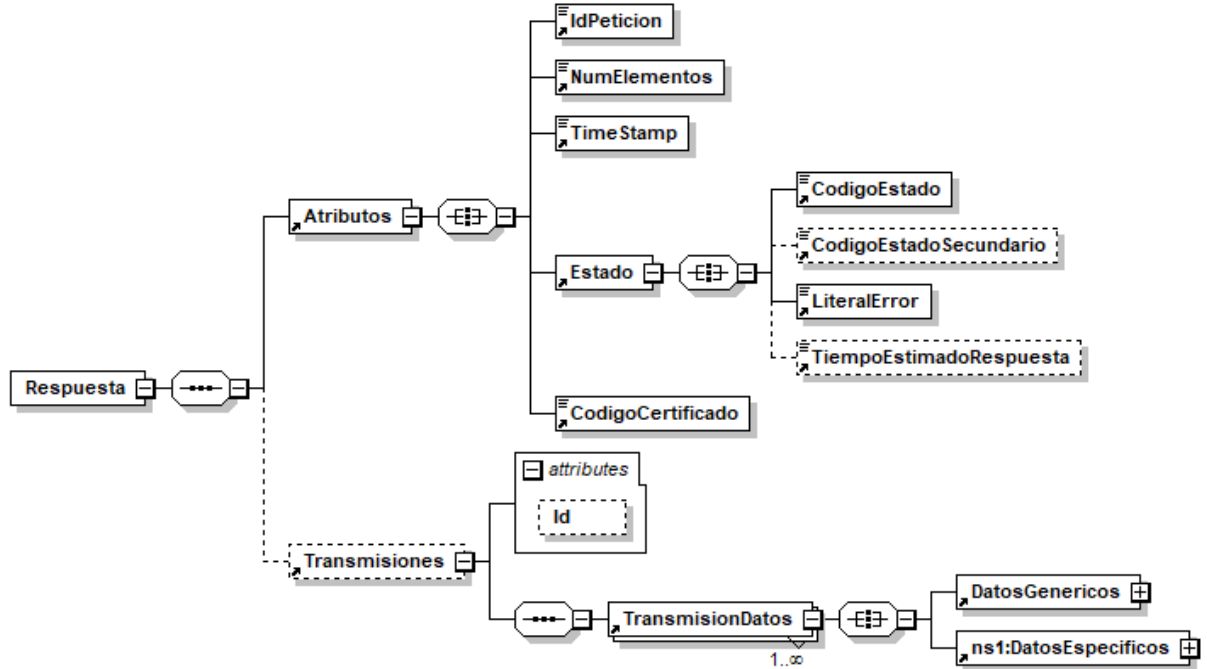 IdPeticion
NumElementos
TimeStamp
Atributos
CodigoEstado
CodigoEstadoSecundario
Estado
LiteralError
TiempoEstimadoRespuesta
Respuesta
CodigoCertificado
attributes
Id
Transmisiones
TransmisionDatos
1..∞
DatosGenericos
ns1:DatosEspecificos